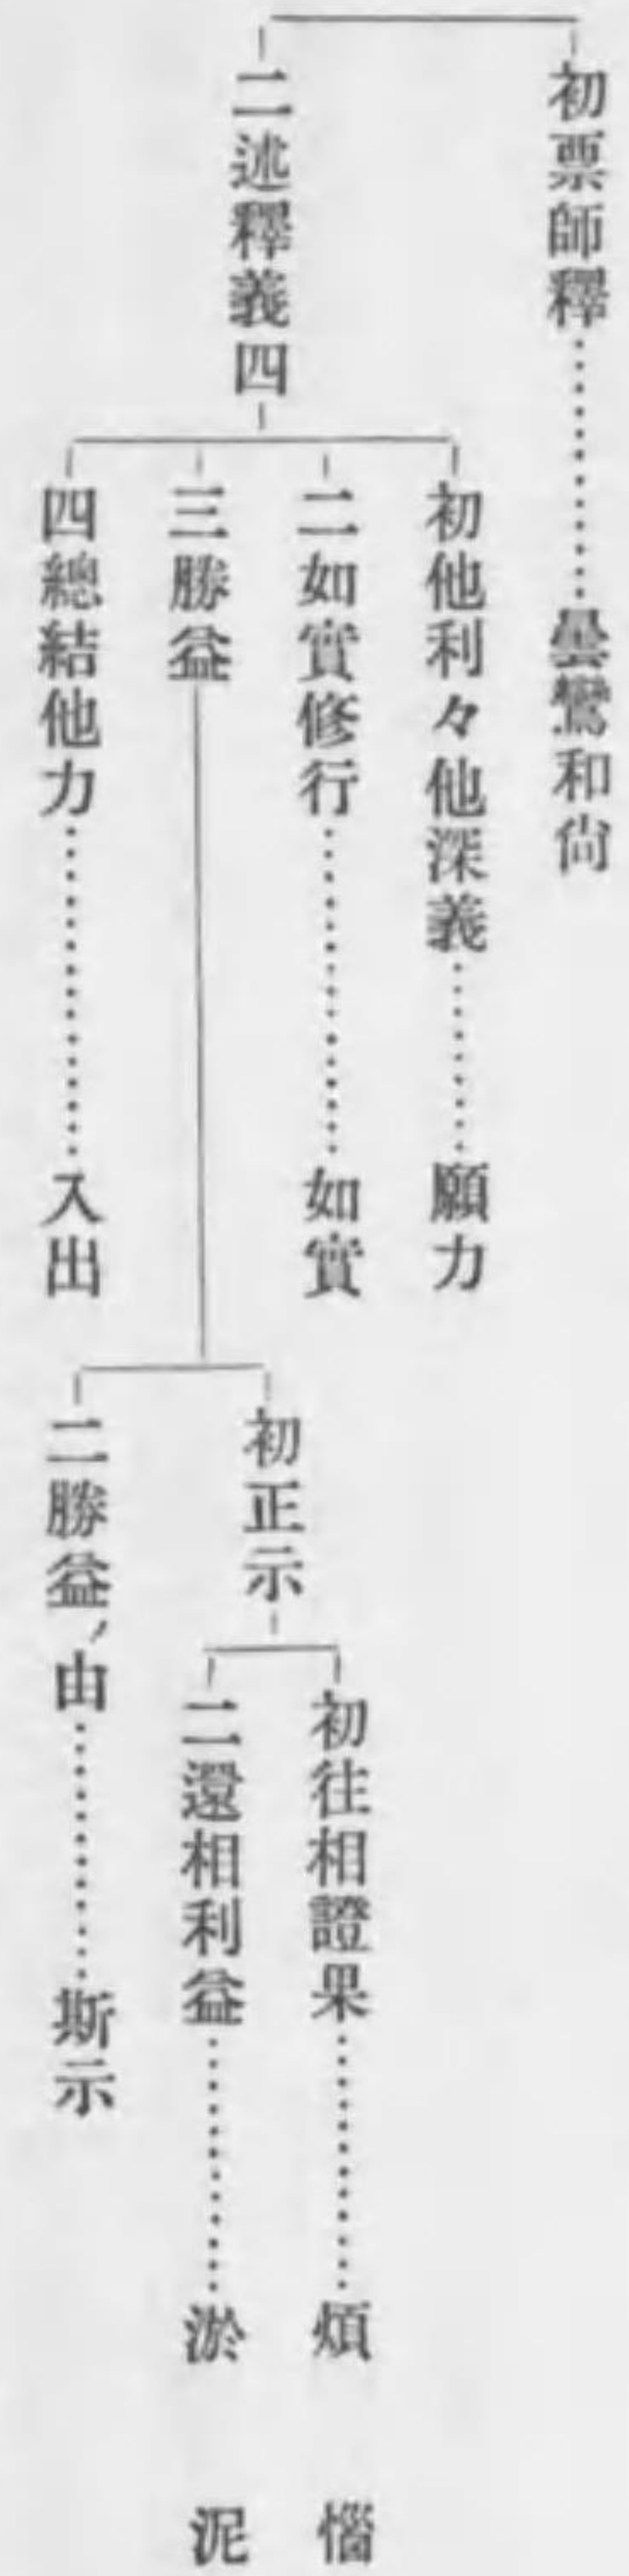 初票師釋…………曇鸞和尙
二述釋義四
初他利々他深義………願力
二如實修行…………如實
三勝益
四總結他力…………入出
初正示
初往相證果…………煩惱
二還相利益…………淤泥
二勝益ノ由…………斯示